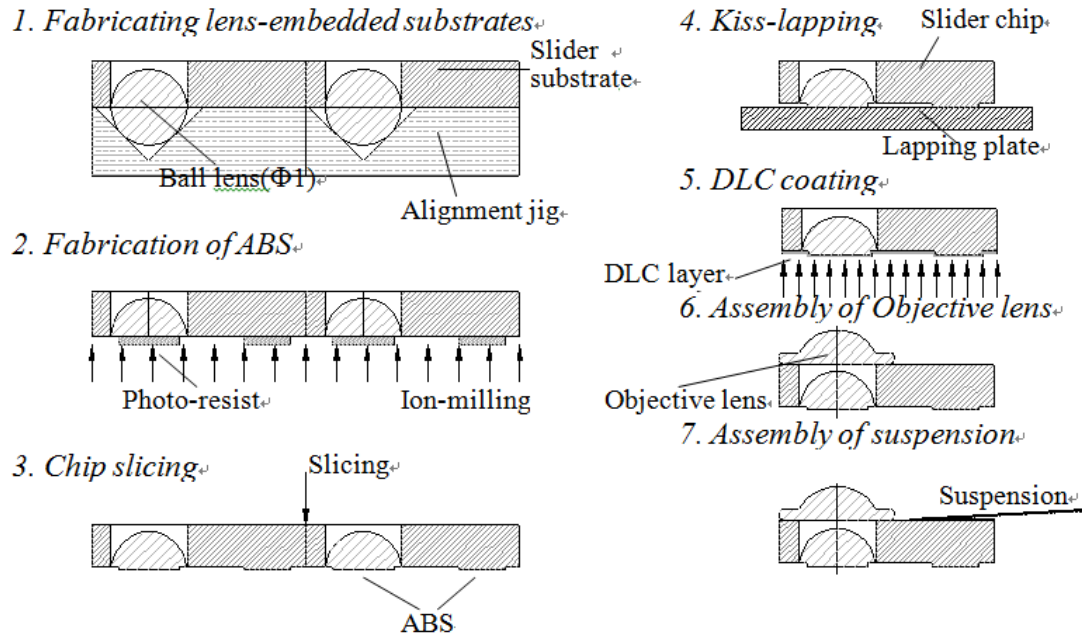 1. Fabricating lens-embedded substrates
Slider
substrate
Ball lens(Φ1)
Alignment jig
2. Fabrication of ABS
Photo-resist
Ion-milling
3. Chip slicing
Slicing
ABS
4. Kiss-lapping
Slider chip
Lapping plate
5. DLC coating
DLC layer
6. Assembly of Objective lens
Objective lens
7. Assembly of suspension
Suspension